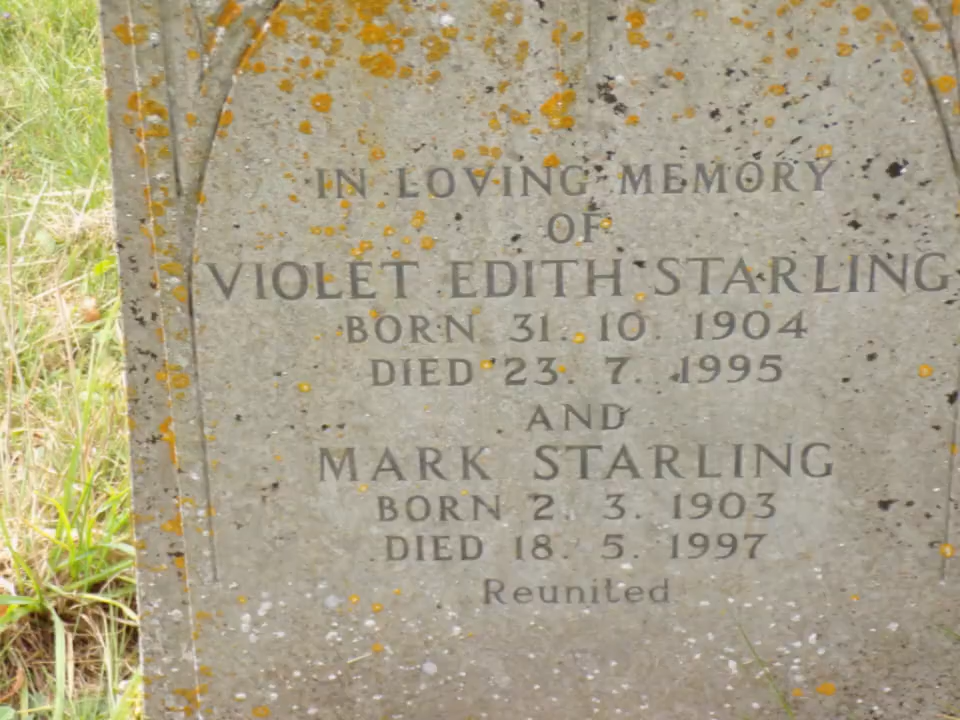 IN LOVING MEMORY
OF
VIOLET EDITH STARLING
BORN 31. 10. 1904
DIED 23. 7. 1995
AND
MARK STARLING
BORN 2. 3. 1903
DIED 18. 5. 1997
Reunited